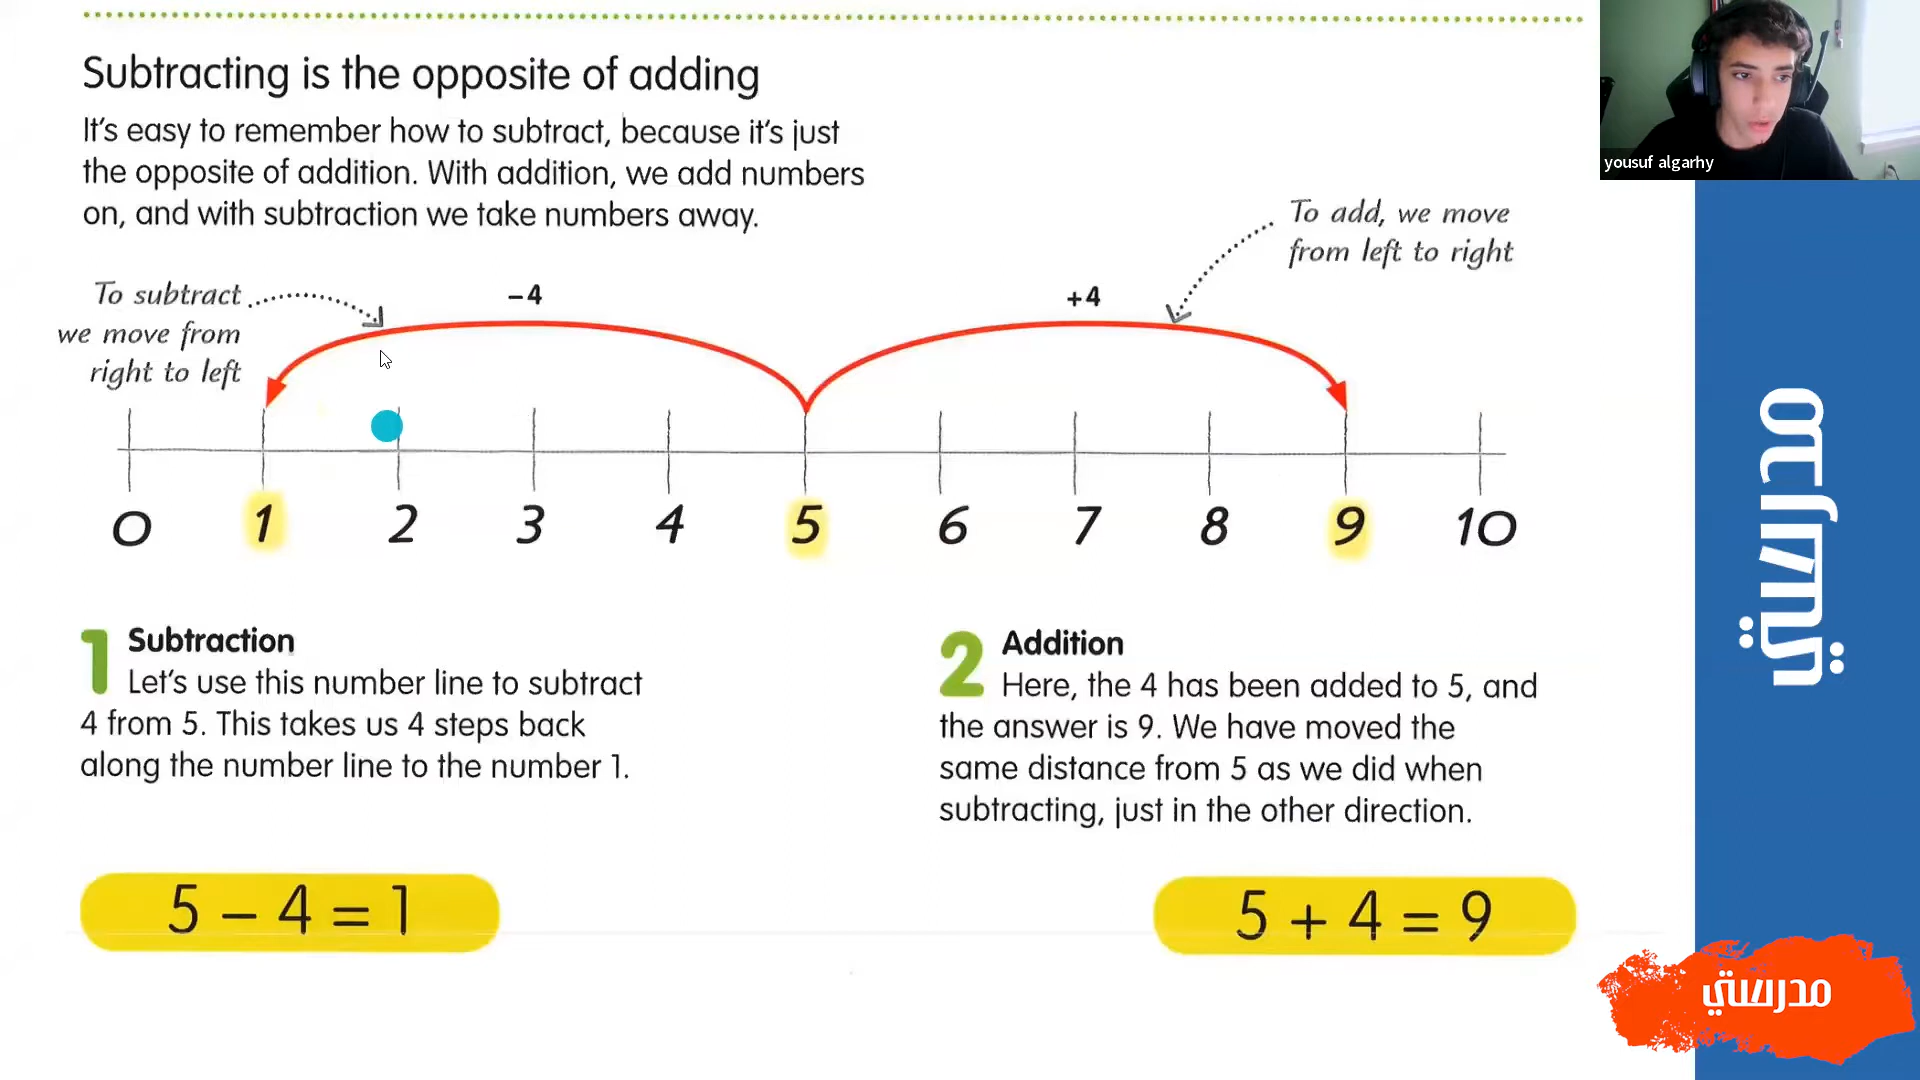 Subtracting is the opposite of adding
It's easy to remember how to subtract, because it's just
the opposite of addition. With addition, we add numbers
on, and with subtraction we take numbers away.
To subtract
we move from
right to left
−4
+4
To add, we move
from left to right
0 1 2 3 4 5 6 7 8 9 10
1 Subtraction
Let's use this number line to subtract
4 from 5. This takes us 4 steps back
along the number line to the number 1.
5 − 4 = 1
2 Addition
Here, the 4 has been added to 5, and
the answer is 9. We have moved the
same distance from 5 as we did when
subtracting, just in the other direction.
5 + 4 = 9
yousuf algarhy
مدرستي
مدرستي